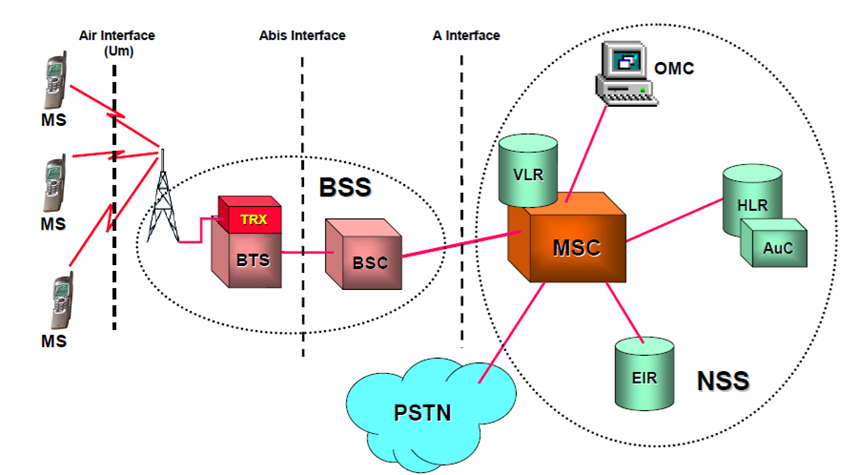 Air Interface
(Um)
Abis Interface
A Interface
MS
MS
MS
BSS
TRX
BTS
BSC
OMC
VLR
MSC
HLR
AuC
EIR
NSS
PSTN